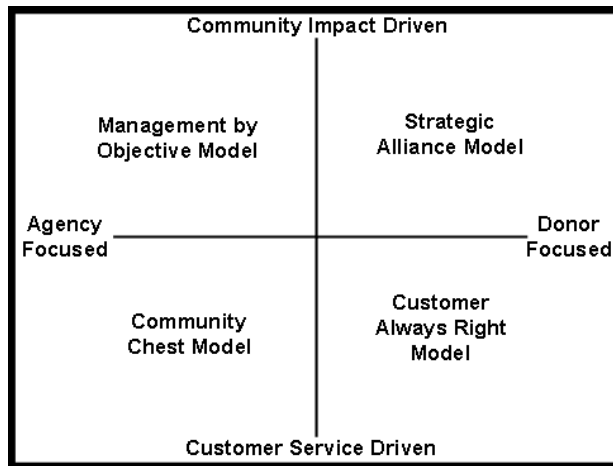 Community Impact Driven
Management by
Objective Model
Strategic
Alliance Model
Agency
Focused
Donor
Focused
Community
Chest Model
Customer
Always Right
Model
Customer Service Driven